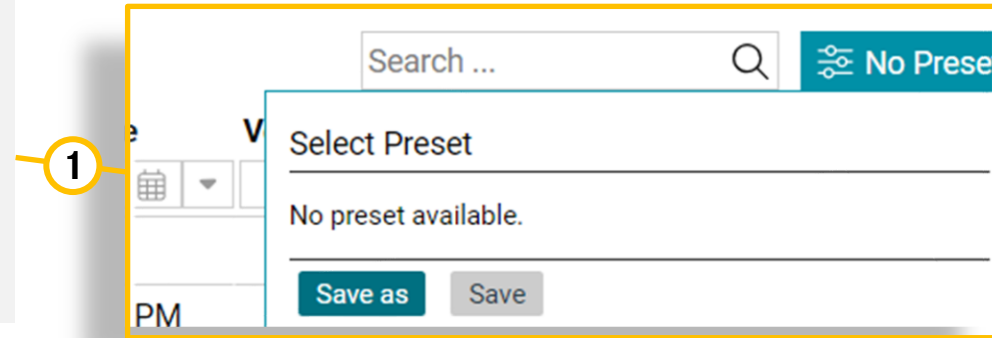 Search ...
No Prese
e
V
1
Select Preset
No preset available.
Save as
Save
PM